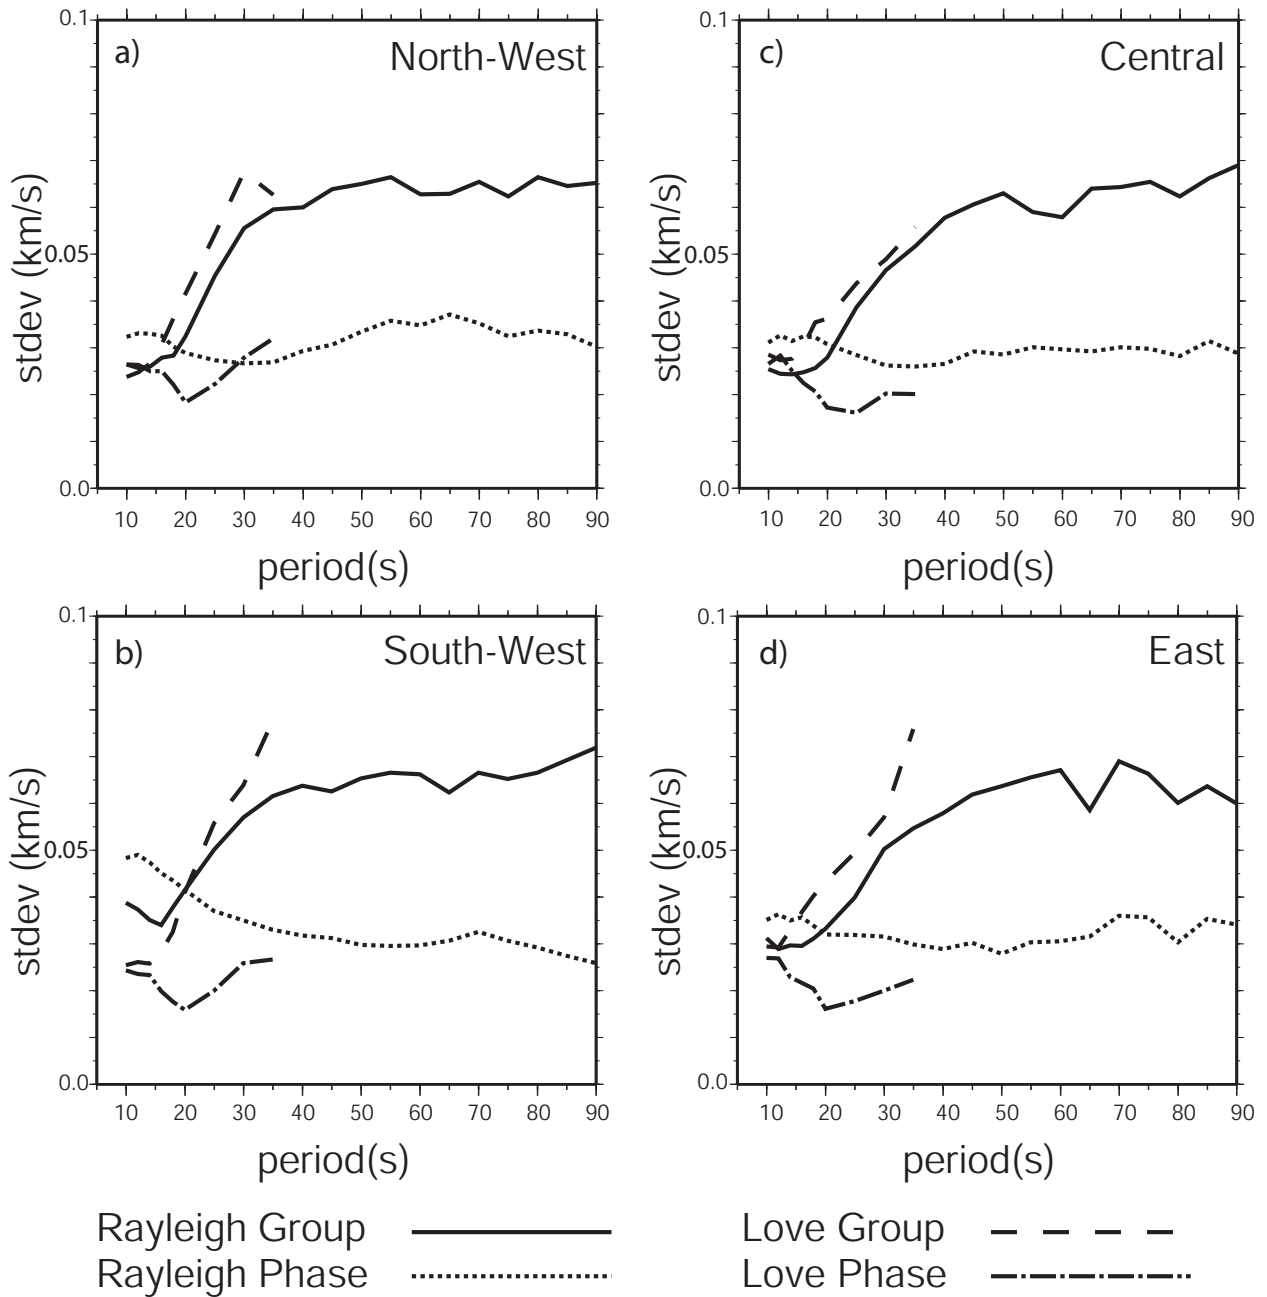 a)
North-West
0.1
0.05
0.0
stdev (km/s)
10 20 30 40 50 60 70 80 90
period(s)
c)
Central
0.1
0.05
0.0
stdev (km/s)
10 20 30 40 50 60 70 80 90
period(s)
b)
South-West
0.1
0.05
0.0
stdev (km/s)
10 20 30 40 50 60 70 80 90
period(s)
d)
East
0.1
0.05
0.0
stdev (km/s)
10 20 30 40 50 60 70 80 90
period(s)
Rayleigh Group
Rayleigh Phase
Love Group
Love Phase